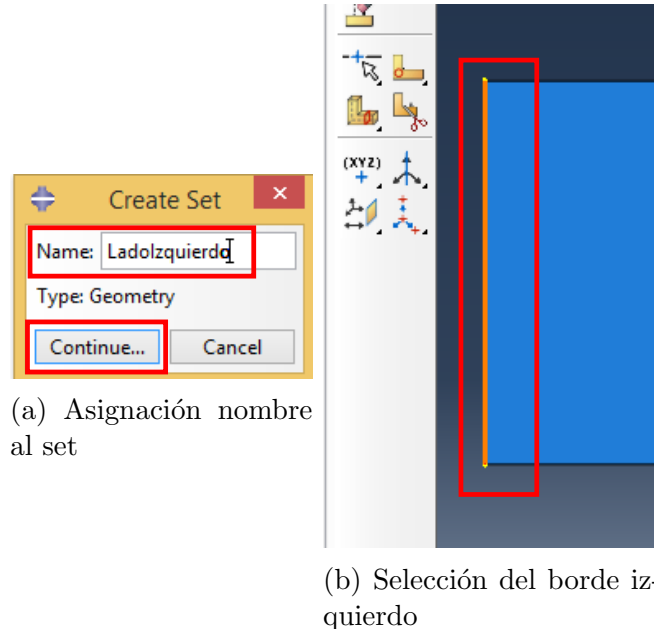 Create Set
×
Name: LadoIzquierdo
Type: Geometry
Continue...
Cancel
(a) Asignación nombre
al set
(XYZ)
(b) Selección del borde iz-
quierdo